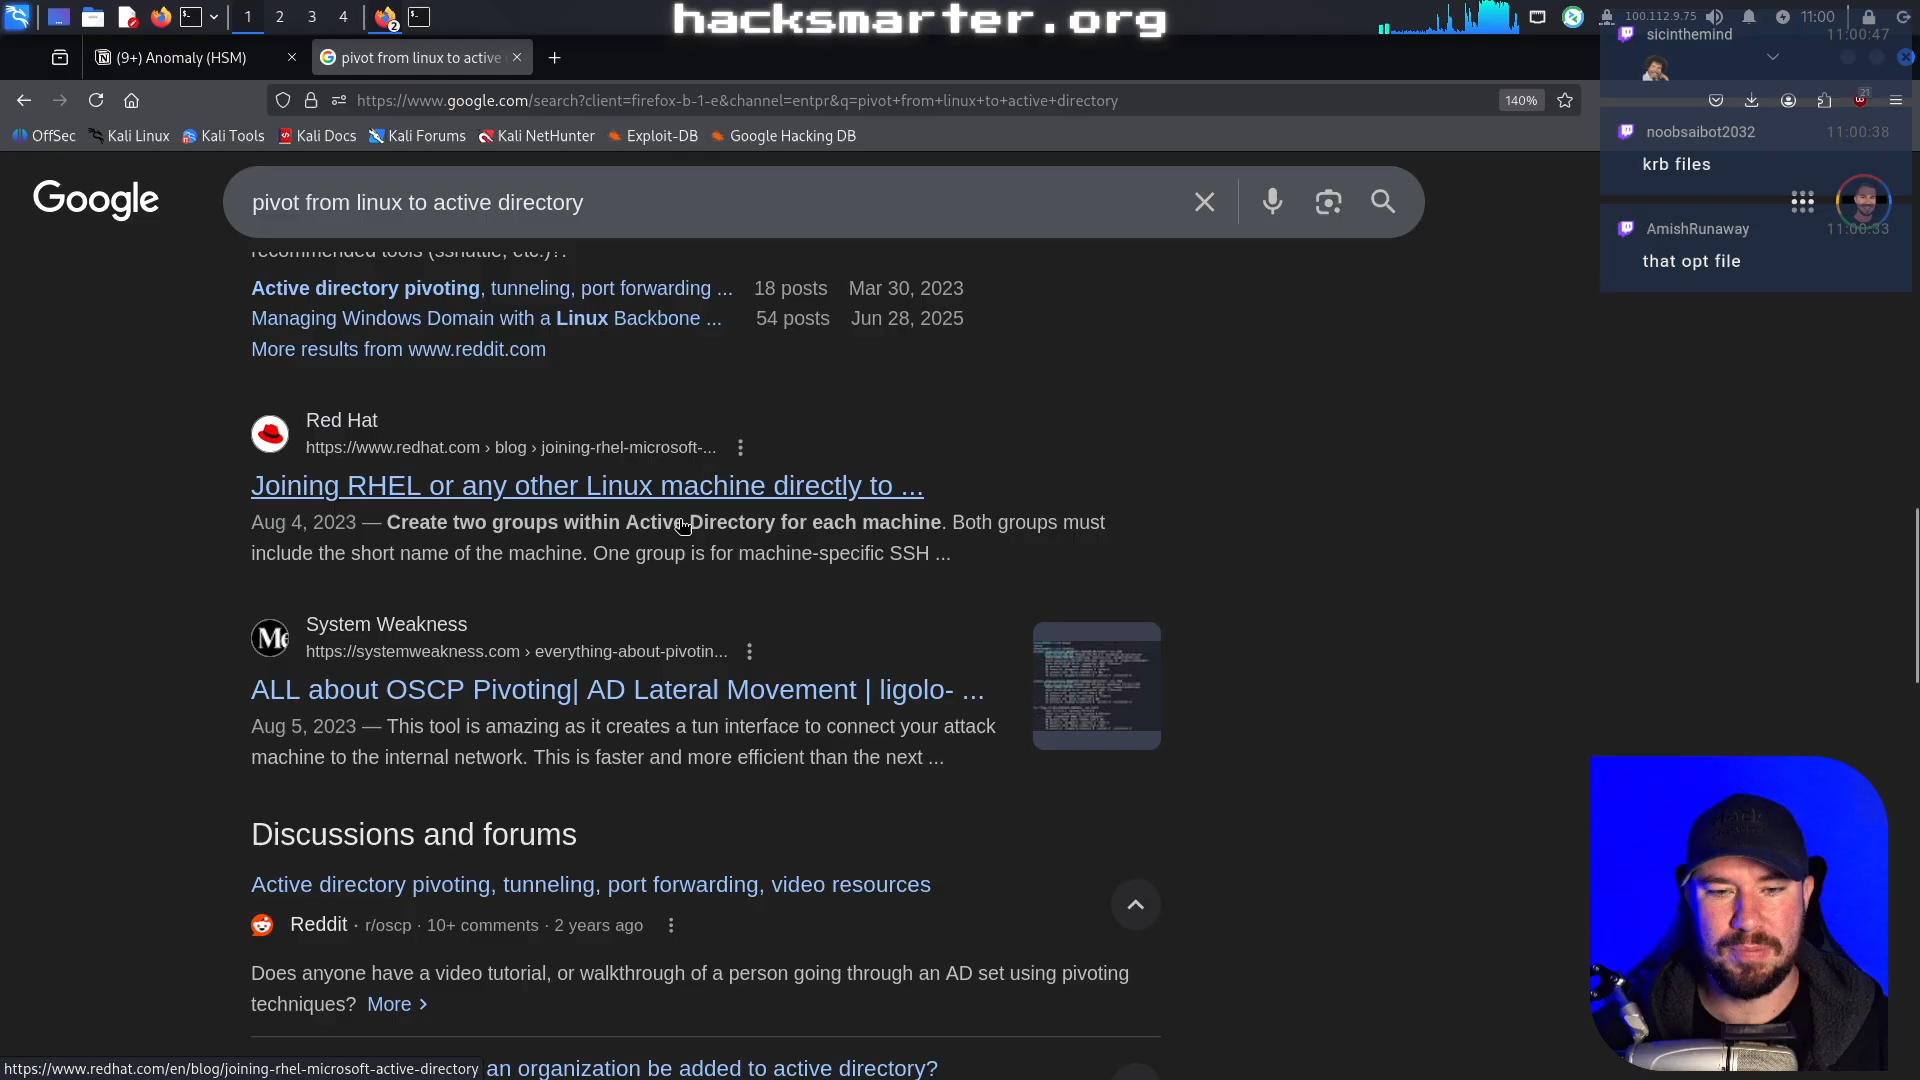 1
2
3
4
2
hacksmarter.org
100.112.9.75
11:00
(9+) Anomaly (HSM)
pivot from linux to active
https://www.google.com/search?client=firefox-b-1-e&channel=entpr&q=pivot+from+linux+to+active+directory
140%
21
OffSec
Kali Linux
Kali Tools
Kali Docs
Kali Forums
Kali NetHunter
Exploit-DB
Google Hacking DB
sicinthemind
11:00:47
noobsaibot2032
11:00:38
krb files
AmishRunaway
11:00:33
that opt file
Google
pivot from linux to active directory
recommended tools (sshuttle, etc.)?.
Active directory pivoting, tunneling, port forwarding ... 18 posts Mar 30, 2023
Managing Windows Domain with a Linux Backbone ... 54 posts Jun 28, 2025
More results from www.reddit.com
Red Hat
https://www.redhat.com › blog › joining-rhel-microsoft-...
Joining RHEL or any other Linux machine directly to ...
Aug 4, 2023 — Create two groups within Active Directory for each machine. Both groups must
include the short name of the machine. One group is for machine-specific SSH ...
Me
System Weakness
https://systemweakness.com › everything-about-pivotin...
ALL about OSCP Pivoting| AD Lateral Movement | ligolo- ...
Aug 5, 2023 — This tool is amazing as it creates a tun interface to connect your attack
machine to the internal network. This is faster and more efficient than the next ...
Discussions and forums
Active directory pivoting, tunneling, port forwarding, video resources
Reddit · r/oscp · 10+ comments · 2 years ago
Does anyone have a video tutorial, or walkthrough of a person going through an AD set using pivoting
techniques? More ›
https://www.redhat.com/en/blog/joining-rhel-microsoft-active-directory
an organization be added to active directory?